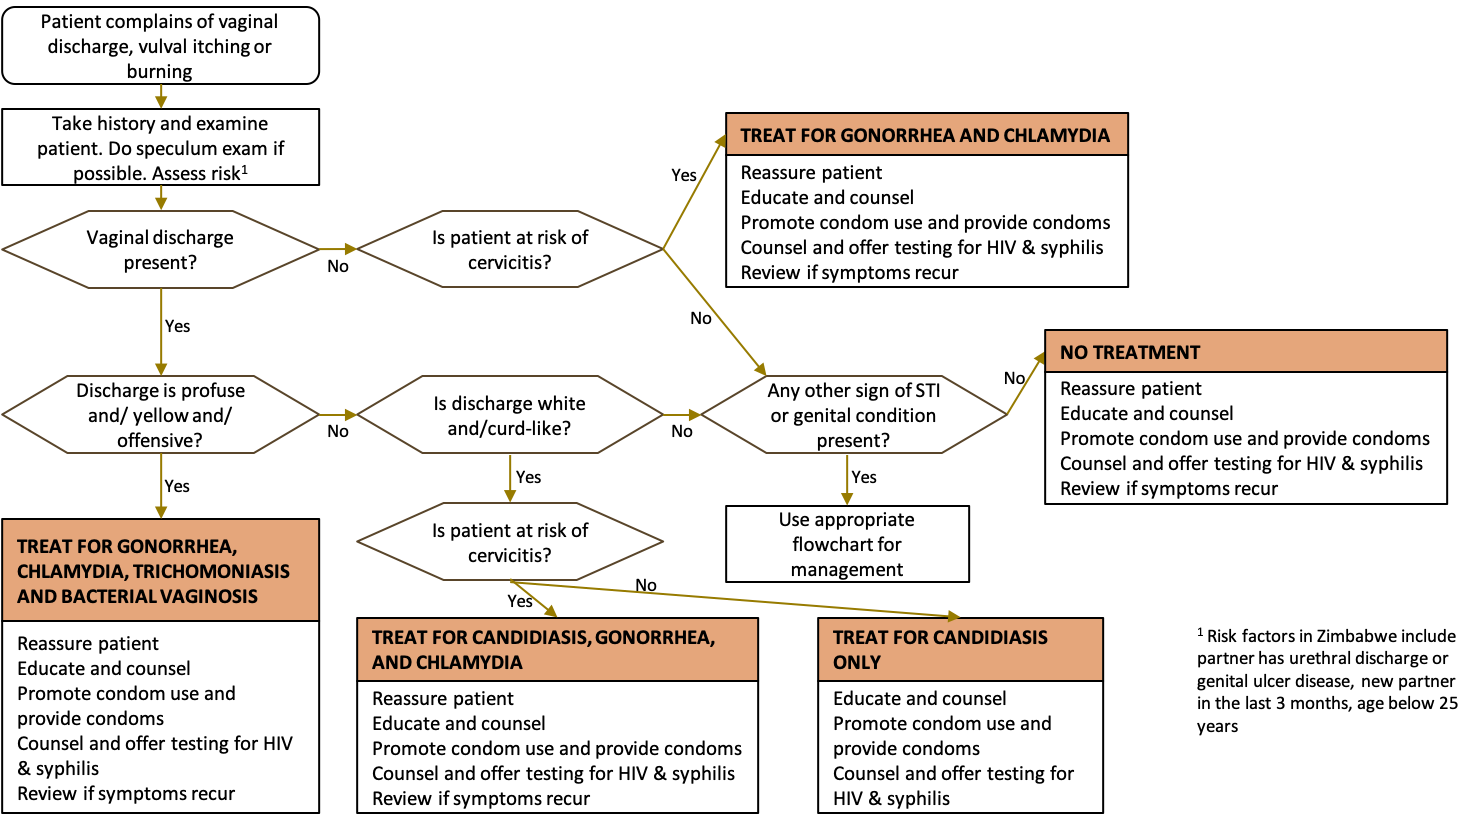 Patient complains of vaginal
discharge, vulval itching or
burning
Take history and examine
patient. Do speculum exam if
possible. Assess risk1
Vaginal discharge
present?
No
Is patient at risk of
cervicitis?
Yes
No
TREAT FOR GONORRHEA AND CHLAMYDIA
Reassure patient
Educate and counsel
Promote condom use and provide condoms
Counsel and offer testing for HIV & syphilis
Review if symptoms recur
Yes
Discharge is profuse
and/ yellow and/
offensive?
No
Is discharge white
and/curd-like?
No
Any other sign of STI
or genital condition
present?
No
NO TREATMENT
Reassure patient
Educate and counsel
Promote condom use and provide condoms
Counsel and offer testing for HIV & syphilis
Review if symptoms recur
Yes
Yes
Yes
Is patient at risk of
cervicitis?
Use appropriate
flowchart for
management
Yes
No
TREAT FOR GONORRHEA,
CHLAMYDIA, TRICHOMONIASIS
AND BACTERIAL VAGINOSIS
Reassure patient
Educate and counsel
Promote condom use and
provide condoms
Counsel and offer testing for HIV
& syphilis
Review if symptoms recur
TREAT FOR CANDIDIASIS, GONORRHEA,
AND CHLAMYDIA
Reassure patient
Educate and counsel
Promote condom use and provide condoms
Counsel and offer testing for HIV & syphilis
Review if symptoms recur
TREAT FOR CANDIDIASIS
ONLY
Educate and counsel
Promote condom use and
provide condoms
Counsel and offer testing for
HIV & syphilis
1 Risk factors in Zimbabwe include
partner has urethral discharge or
genital ulcer disease, new partner
in the last 3 months, age below 25
years